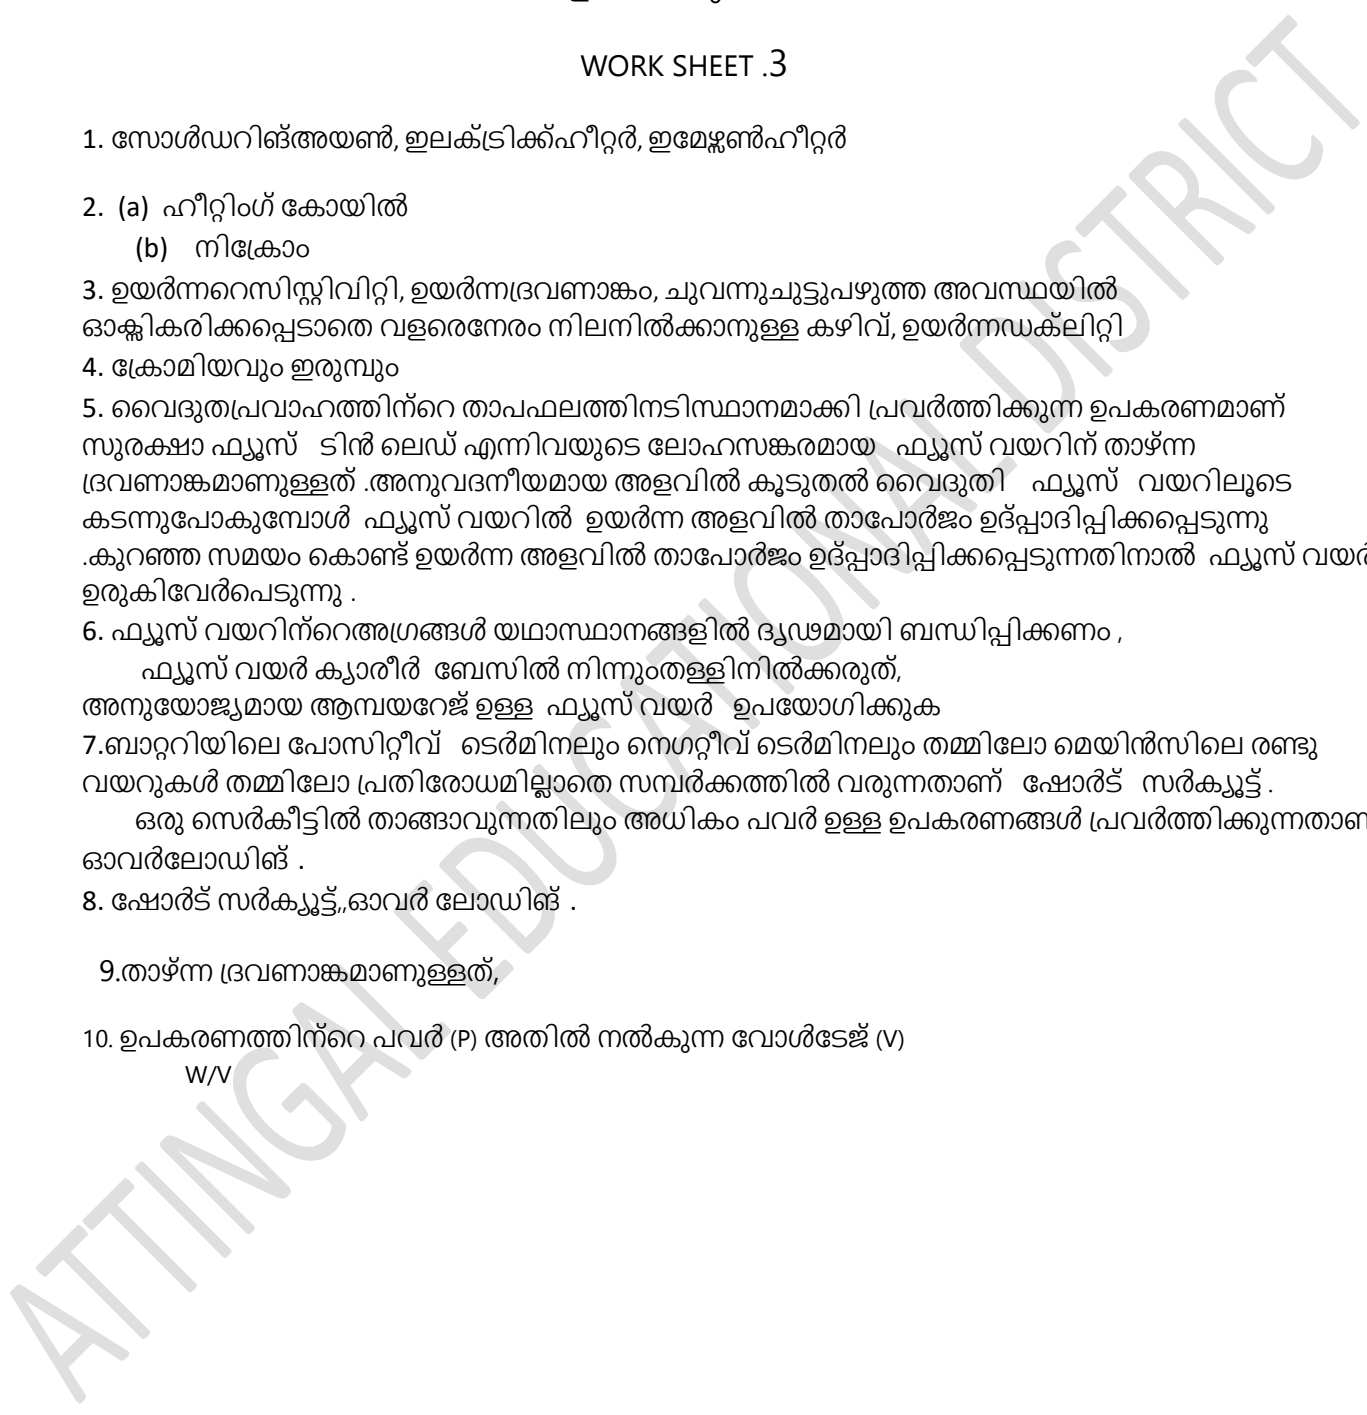 WORK SHEET .3
1. സോൾഡറിങ്അയൺ, ഇലക്ട്രിക്ക്ഹീറ്റർ, ഇമേഴ്സൺഹീറ്റർ
2. (a) ഹീറ്റിംഗ് കോയിൽ
(b) നിക്രോം
3. ഉയർന്നറെസിസ്റ്റിവിറ്റി, ഉയർന്നദ്രവണാങ്കം, ചുവന്നുചുട്ടുപഴുത്ത അവസ്ഥയിൽ
ഓക്സികരിക്കപ്പെടാതെ വളരെനേരം നിലനിൽക്കാനുള്ള കഴിവ്, ഉയർന്നഡക്ലിറ്റി
4. ക്രോമിയവും ഇരുമ്പും
5. വൈദുതപ്രവാഹത്തിന്റെ താപഫലത്തിനടിസ്ഥാനമാക്കി പ്രവർത്തിക്കുന്ന ഉപകരണമാണ്
സുരക്ഷാ ഫ്യൂസ് ടിൻ ലെഡ് എന്നിവയുടെ ലോഹസങ്കരമായ ഫ്യൂസ് വയറിന് താഴ്ന്ന
ദ്രവണാങ്കമാണുള്ളത് .അനുവദനീയമായ അളവിൽ കൂടുതൽ വൈദുതി ഫ്യൂസ് വയറിലൂടെ
കടന്നുപോകുമ്പോൾ ഫ്യൂസ് വയറിൽ ഉയർന്ന അളവിൽ താപോർജം ഉദ്പ്പാദിപ്പിക്കപ്പെടുന്നു
.കുറഞ്ഞ സമയം കൊണ്ട് ഉയർന്ന അളവിൽ താപോർജം ഉദ്പ്പാദിപ്പിക്കപ്പെടുന്നതിനാൽ ഫ്യൂസ് വയർ
ഉരുകിവേർപെടുന്നു .
6. ഫ്യൂസ് വയറിന്റെഅഗ്രങ്ങൾ യഥാസ്ഥാനങ്ങളിൽ ദൃഢമായി ബന്ധിപ്പിക്കണം ,
ഫ്യൂസ് വയർ ക്യാരീർ ബേസിൽ നിന്നുംതള്ളിനിൽക്കരുത്,
അനുയോജ്യമായ ആമ്പയറേജ് ഉള്ള ഫ്യൂസ് വയർ ഉപയോഗിക്കുക
7.ബാറ്ററിയിലെ പോസിറ്റീവ് ടെർമിനലും നെഗറ്റീവ് ടെർമിനലും തമ്മിലോ മെയിൻസിലെ രണ്ടു
വയറുകൾ തമ്മിലോ പ്രതിരോധമില്ലാതെ സമ്പർക്കത്തിൽ വരുന്നതാണ് ഷോർട് സർക്യൂട്ട് .
ഒരു സെർകീട്ടിൽ താങ്ങാവുന്നതിലും അധികം പവർ ഉള്ള ഉപകരണങ്ങൾ
ഓവർലോഡിങ് .
8. ഷോർട് സർക്യൂട്ട്,,ഓവർ ലോഡിങ് .
9.താഴ്ന്ന ദ്രവണാങ്കമാണുള്ളത്,
10. ഉപകരണത്തിന്റെ പവർ (P) അതിൽ നൽകുന്ന വോൾടേജ് (V)
W/V
ATTINGAL EDUCATIONAL DISTRICT